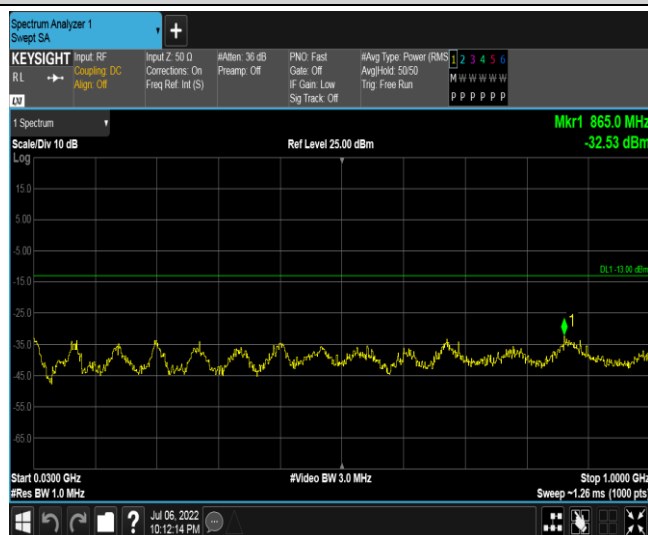 Spectrum Analyzer 1
Swept SA
KEYSIGHT
RL
LXI
Input: RF
Coupling: DC
Align: Off
Input Z: 50 Ω
Corrections: On
Freq Ref: Int (S)
#Atten: 36 dB
Preamp: Off
PNO: Fast
Gate: Off
IF Gain: Low
Sig Track: Off
#Avg Type: Power (RMS
Avg|Hold: 50/50
Trig: Free Run
1 2 3 4 5 6
M W W W W W
P P P P P P
1 Spectrum
Mkr1 865.0 MHz
Scale/Div 10 dB
Ref Level 25.00 dBm
-32.53 dBm
Log
15.0
5.00
-5.00
DL1 -13.00 dBm
-15.0
-25.0
1
-35.0
-45.0
-55.0
-65.0
Start 0.0300 GHz
#Video BW 3.0 MHz
Stop 1.0000 GHz
#Res BW 1.0 MHz
Sweep ~1.26 ms (1000 pts)
Jul 06, 2022
10:12:14 PM